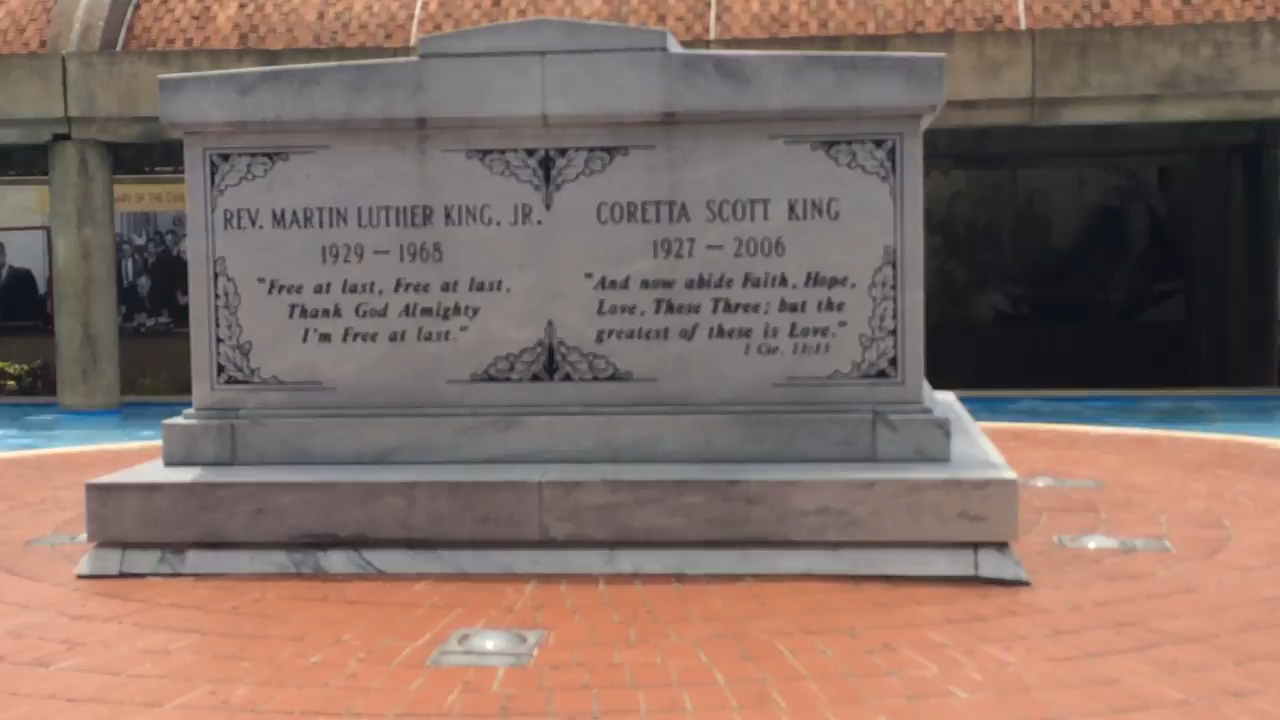 REV. MARTIN LUTHER KING, JR.
1929 — 1968
"Free at last, Free at last,
Thank God Almighty
I'm Free at last."
CORETTA SCOTT KING
1927 — 2006
"And now abide Faith, Hope,
Love, These Three; but the
greatest of these is Love."
I Cor. 13:13
OF THE